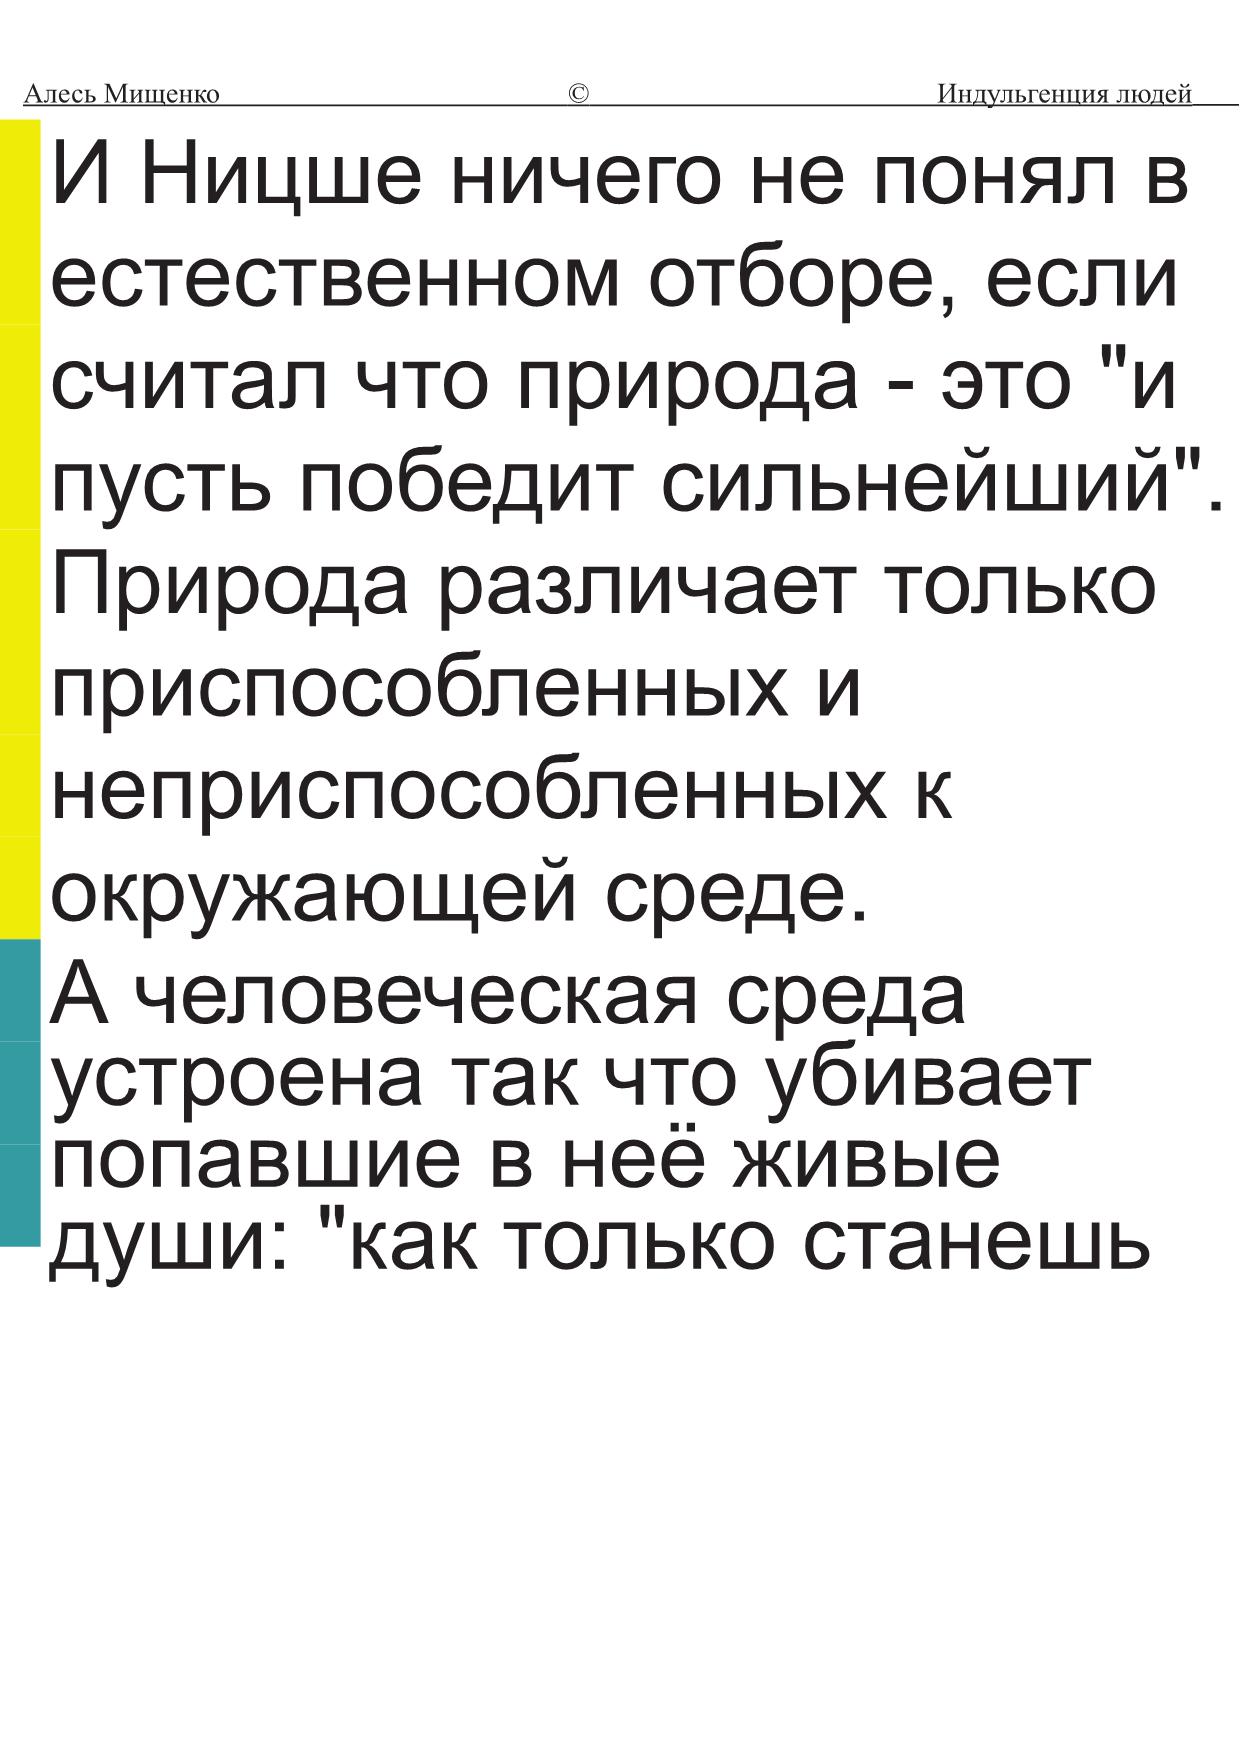 Алесь Мищенко © Индульгенция людей
И Ницше ничего не понял в
естественном отборе, если
считал что природа - это "и
пусть победит сильнейший".
Природа различает только
приспособленных и
неприспособленных к
окружающей среде.
А человеческая среда
устроена так что убивает
попавшие в неё живые
души: "как только станешь